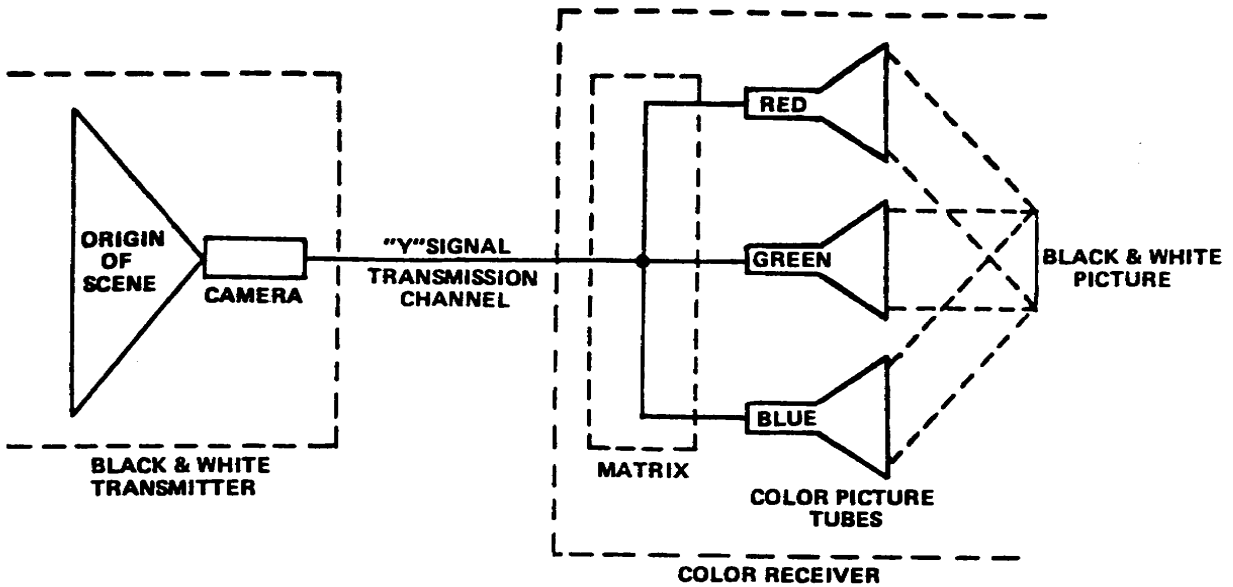 ORIGIN
OF
SCENE
CAMERA
BLACK & WHITE
TRANSMITTER
"Y" SIGNAL
TRANSMISSION
CHANNEL
MATRIX
RED
GREEN
BLUE
COLOR PICTURE
TUBES
BLACK & WHITE
PICTURE
COLOR RECEIVER